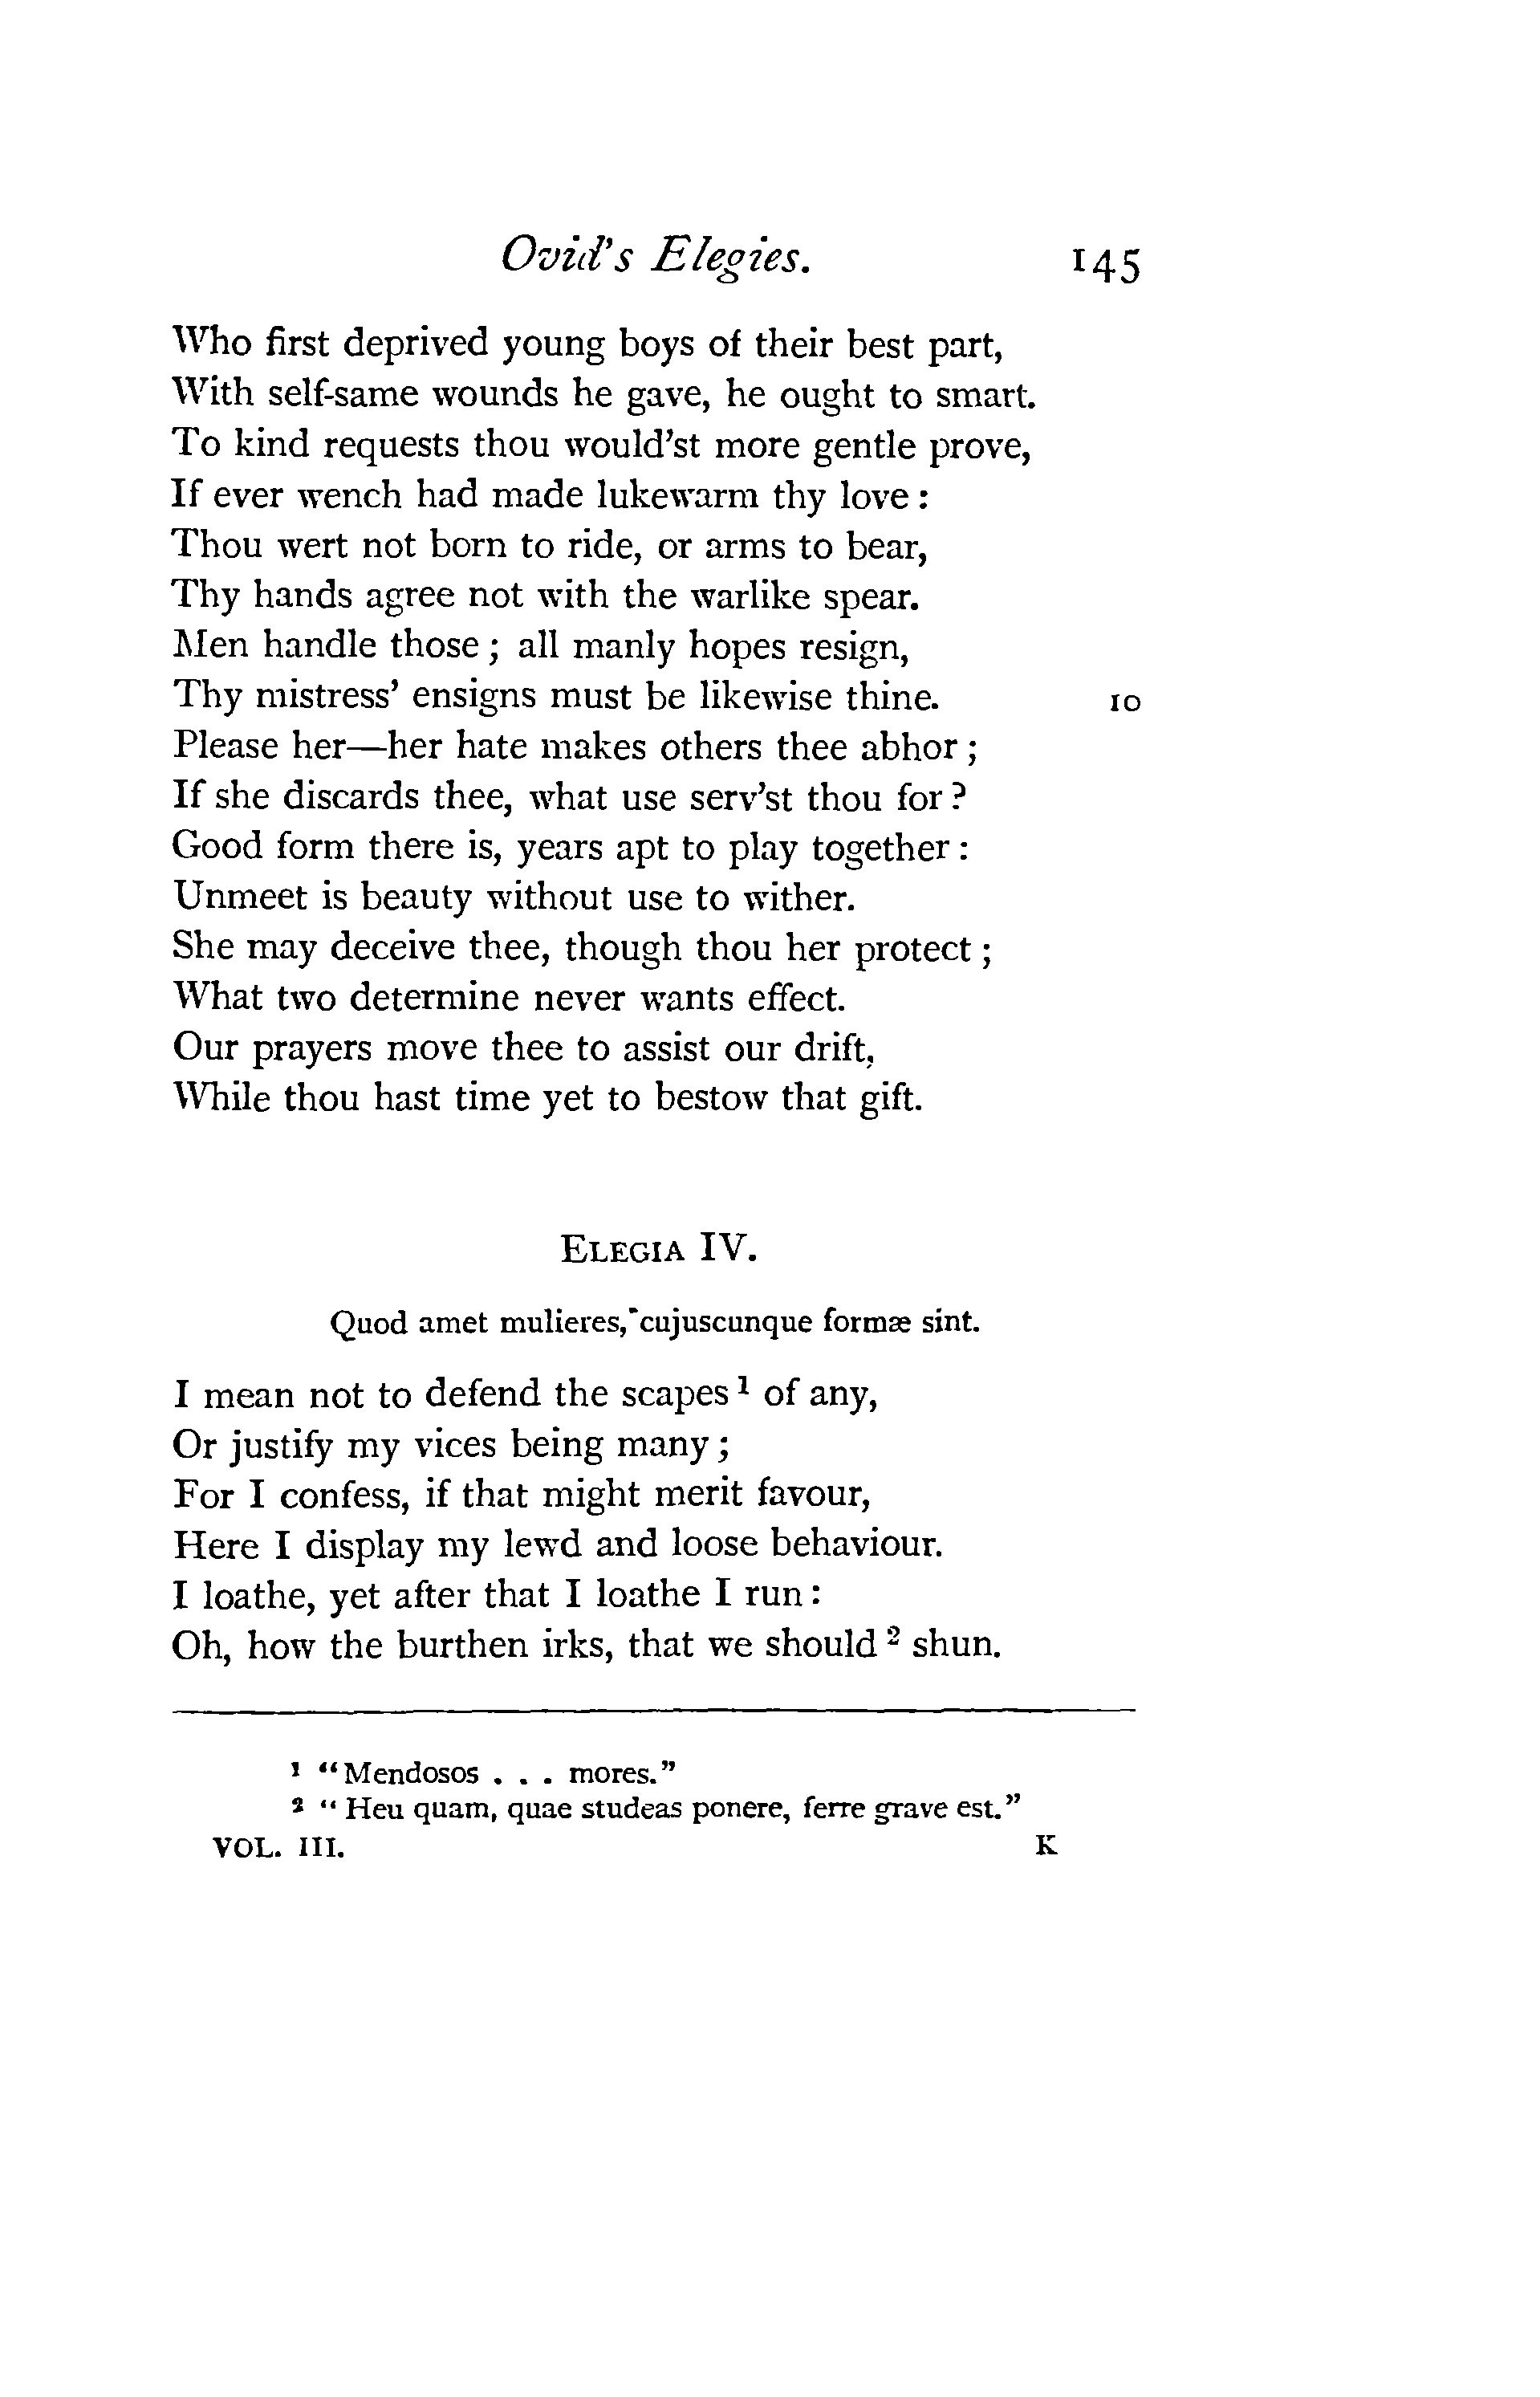 Ovid's Elegies. 145
Who first deprived young boys of their best part,
With self-same wounds he gave, he ought to smart.
To kind requests thou would'st more gentle prove,
If ever wench had made lukewarm thy love :
Thou wert not born to ride, or arms to bear,
Thy hands agree not with the warlike spear.
Men handle those ; all manly hopes resign,
Thy mistress' ensigns must be likewise thine. 10
Please her—her hate makes others thee abhor ;
If she discards thee, what use serv'st thou for ?
Good form there is, years apt to play together :
Unmeet is beauty without use to wither.
She may deceive thee, though thou her protect ;
What two determine never wants effect.
Our prayers move thee to assist our drift,
While thou hast time yet to bestow that gift.
ELEGIA IV.
Quod amet mulieres, cujuscunque formæ sint.
I mean not to defend the scapes ¹ of any,
Or justify my vices being many ;
For I confess, if that might merit favour,
Here I display my lewd and loose behaviour.
I loathe, yet after that I loathe I run :
Oh, how the burthen irks, that we should ² shun.
¹ "Mendosos . . . mores."
² "Heu quam, quae studeas ponere, ferre grave est."
VOL. III. K